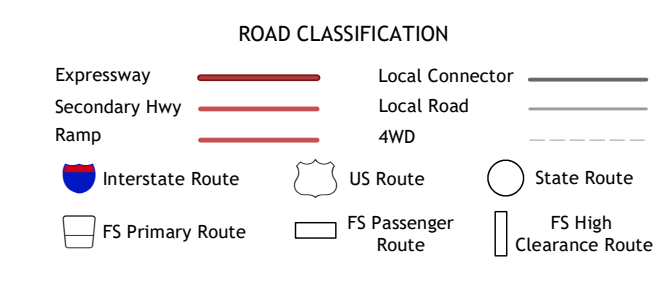 ROAD CLASSIFICATION
Expressway
Local Connector
Secondary Hwy
Local Road
Ramp
4WD
Interstate Route
US Route
State Route
FS Primary Route
FS Passenger
Route
FS High
Clearance Route